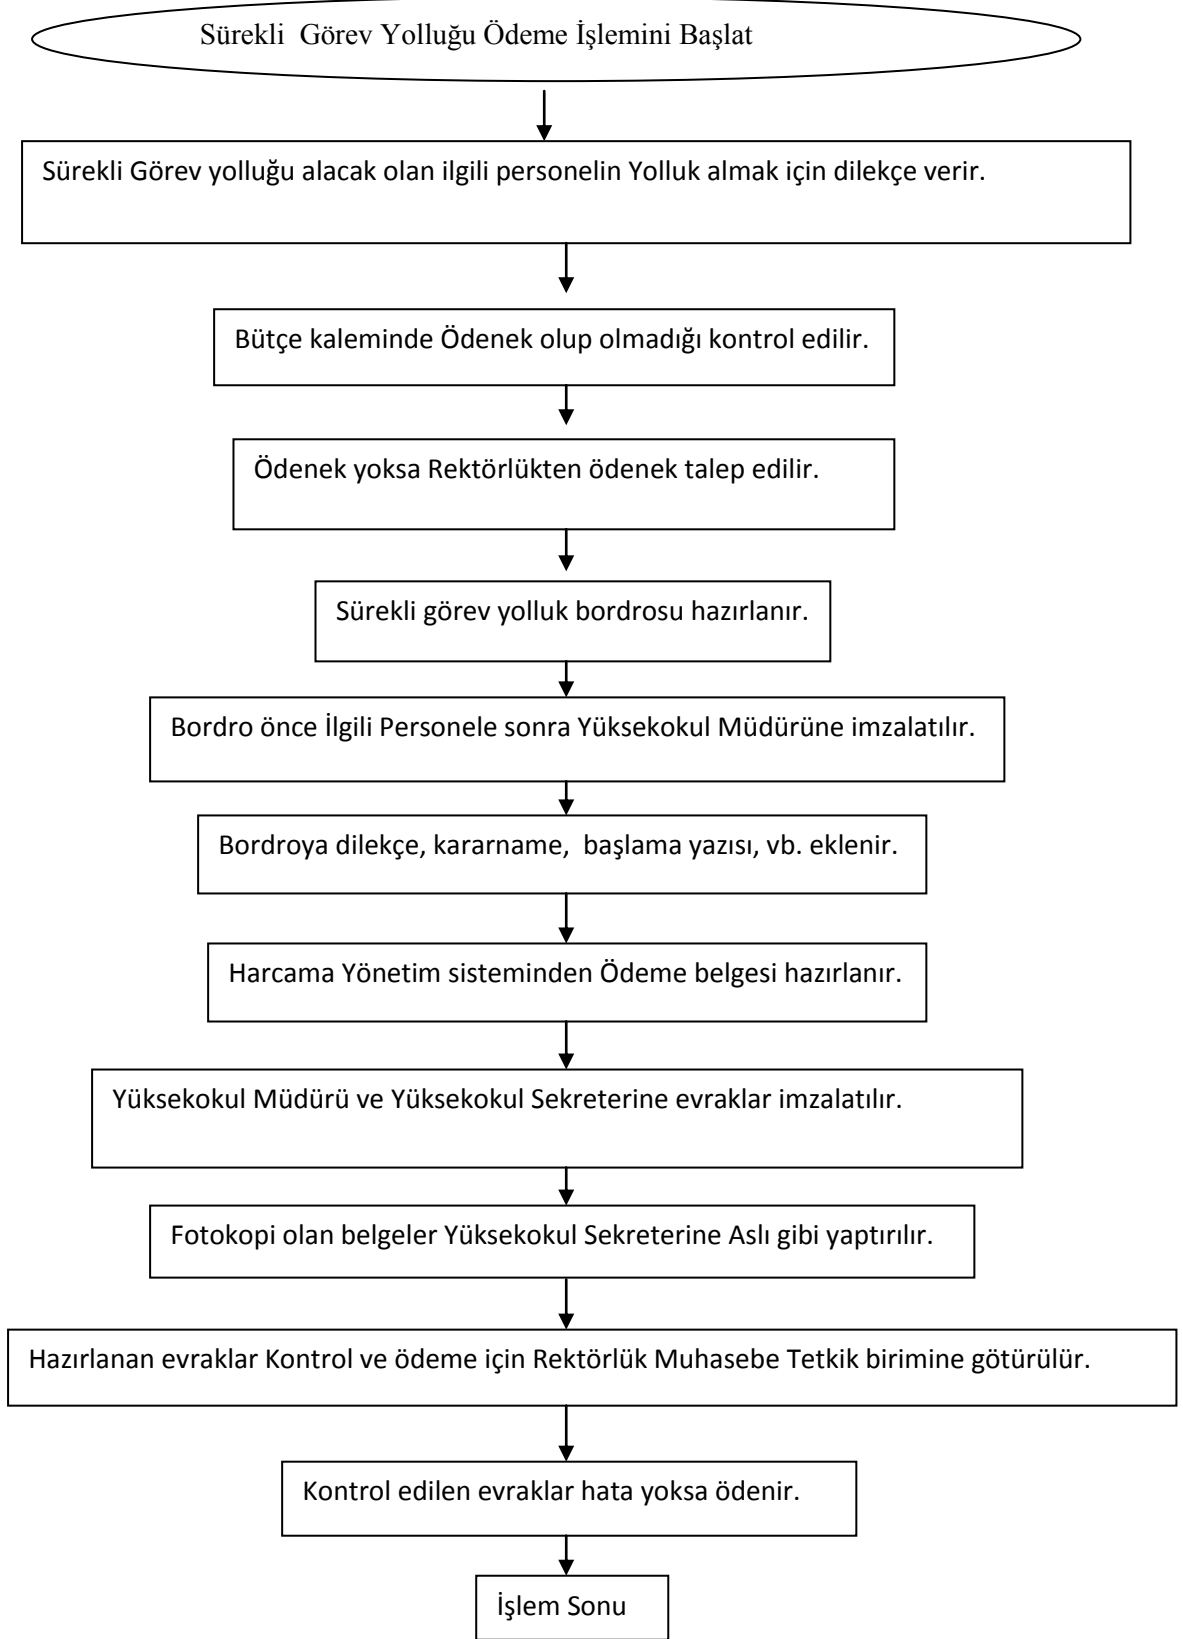 Sürekli  Görev Yolluğu Ödeme İşlemini Başlat
Sürekli Görev yolluğu alacak olan ilgili personelin Yolluk almak için dilekçe verir.
Bütçe kaleminde Ödenek olup olmadığı kontrol edilir.
Ödenek yoksa Rektörlükten ödenek talep edilir.
Sürekli görev yolluk bordrosu hazırlanır.
Bordro önce İlgili Personele sonra Yüksekokul Müdürüne imzalatılır.
Bordroya dilekçe, kararname,  başlama yazısı, vb. eklenir.
Harcama Yönetim sisteminden Ödeme belgesi hazırlanır.
Yüksekokul Müdürü ve Yüksekokul Sekreterine evraklar imzalatılır.
Fotokopi olan belgeler Yüksekokul Sekreterine Aslı gibi yaptırılır.
Hazırlanan evraklar Kontrol ve ödeme için Rektörlük Muhasebe Tetkik birimine götürülür.
Kontrol edilen evraklar hata yoksa ödenir.
İşlem Sonu